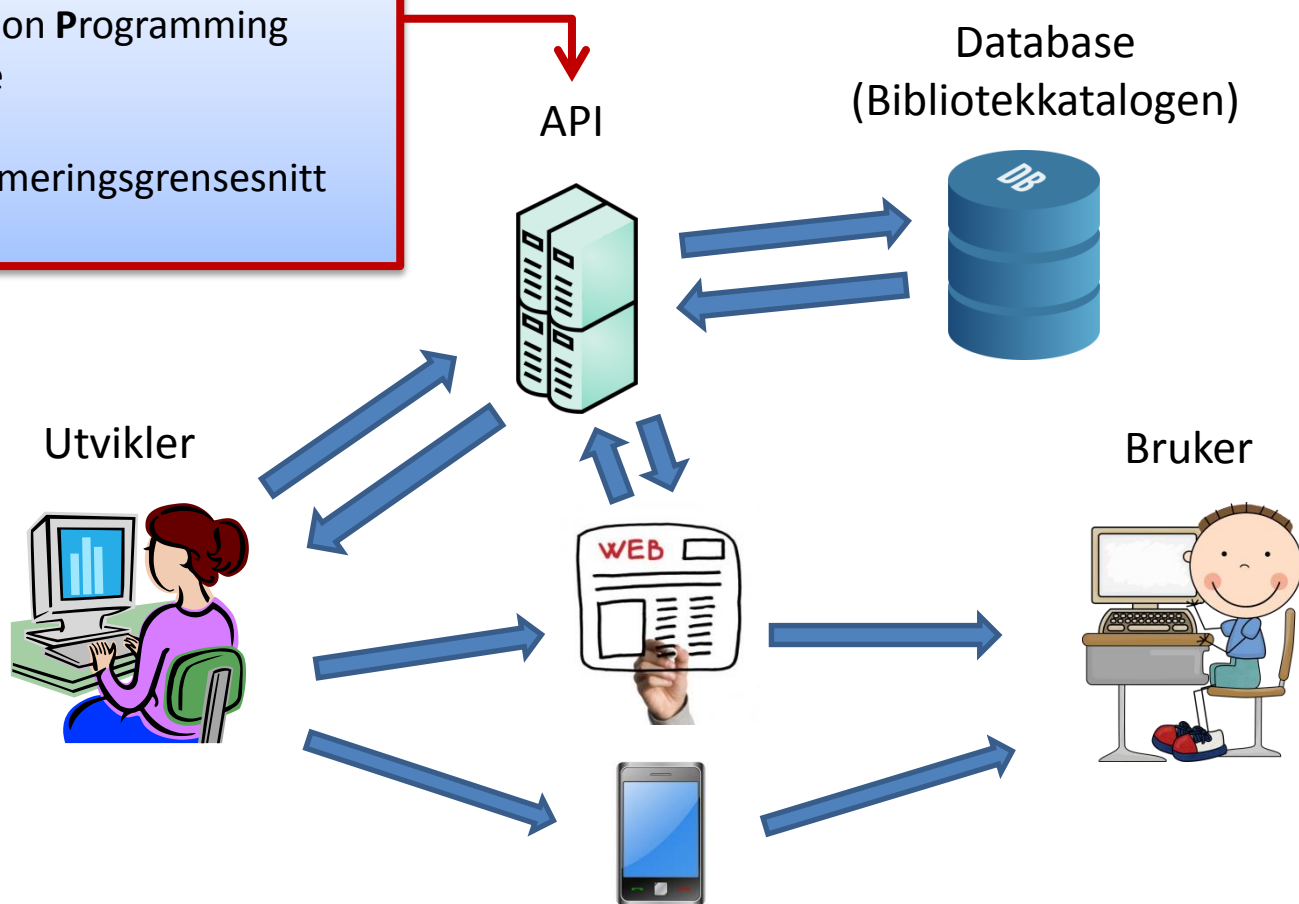 on Programming
e
meringsgrensesnitt
API
Database
(Bibliotekkatalogen)
DB
Utvikler
Bruker
WEB